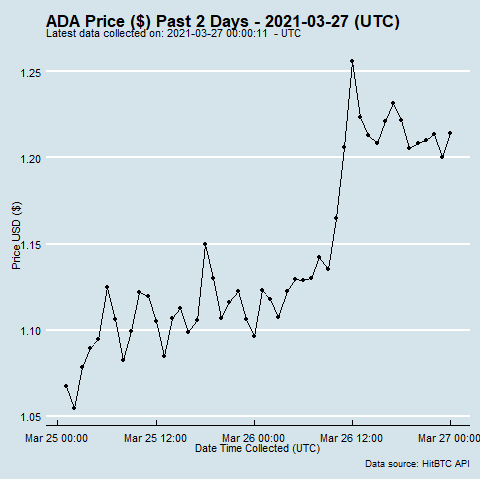 ADA Price ($) Past 2 Days - 2021-03-27 (UTC)
Latest data collected on: 2021-03-27 00:00:11 - UTC
1.25
1.20
1.15
1.10
1.05
Price USD ($)
Mar 25 00:00 Mar 25 12:00 Mar 26 00:00 Mar 26 12:00 Mar 27 00:00
Date Time Collected (UTC)
Data source: HitBTC API